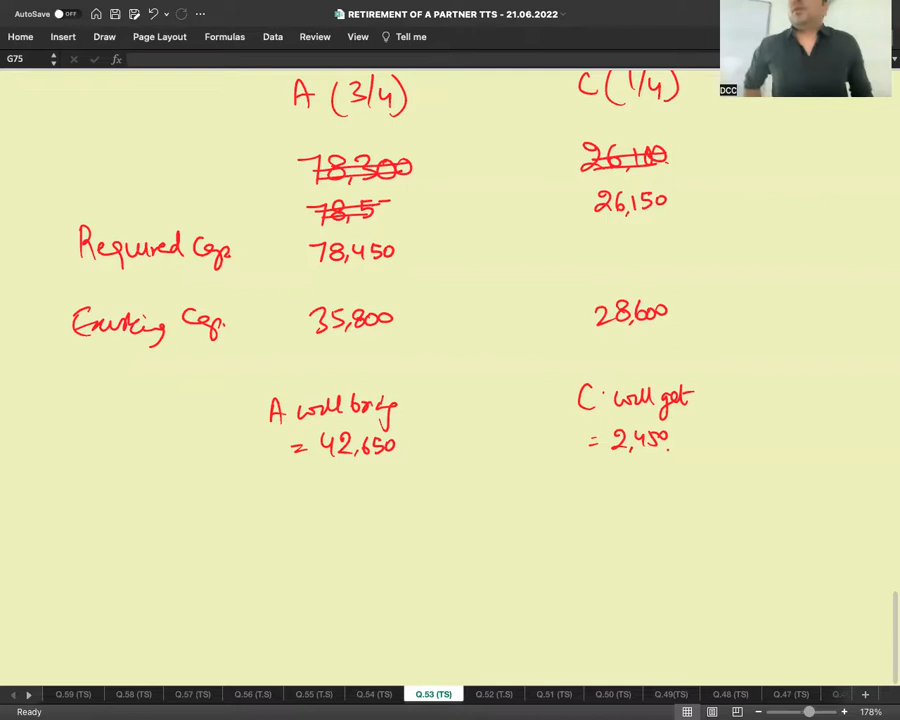 AutoSave OFF RETIREMENT OF A PARTNER TTS - 21.06.2022
Home Insert Draw Page Layout Formulas Data Review View Tell me
G75 fx
DCC
A (3/4) C (1/4)
78,300 26,100
78,5 26,150
Required Cap. 78,450
Existing Cap. 35,800 28,600
A will bring C will get
= 42,650 = 2,450.
Q.59 (TS) Q.58 (TS) Q.57 (TS) Q.56 (T.S) Q.55 (T.S) Q.54 (TS) Q.53 (TS) Q.52 (T.S) Q.51 (TS) Q.50 (TS) Q.49(TS) Q.48 (TS) Q.47 (TS)
Ready 178%